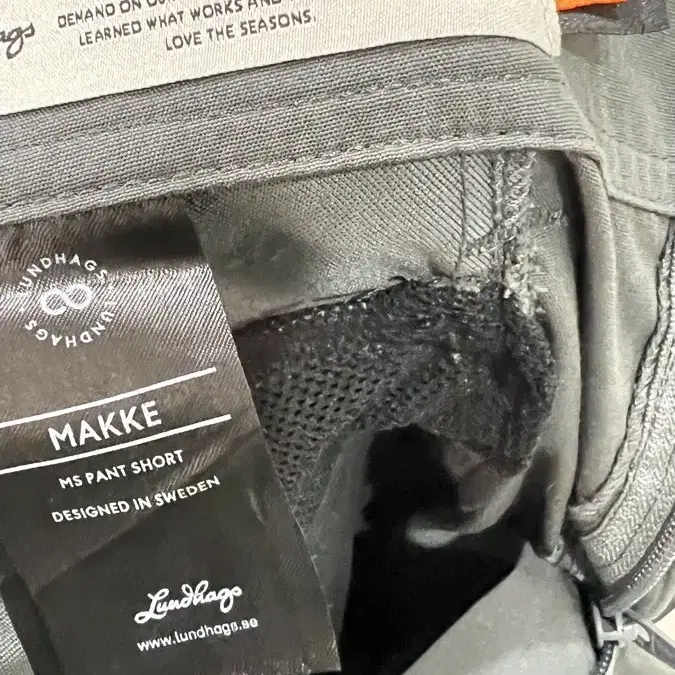 DEMAND ON
LEARNED WHAT WORKS
LOVE THE SEASONS.
LUNDHAGS LUNDHAGS
MAKKE
MS PANT SHORT
DESIGNED IN SWEDEN
Lundhags
www.lundhags.se